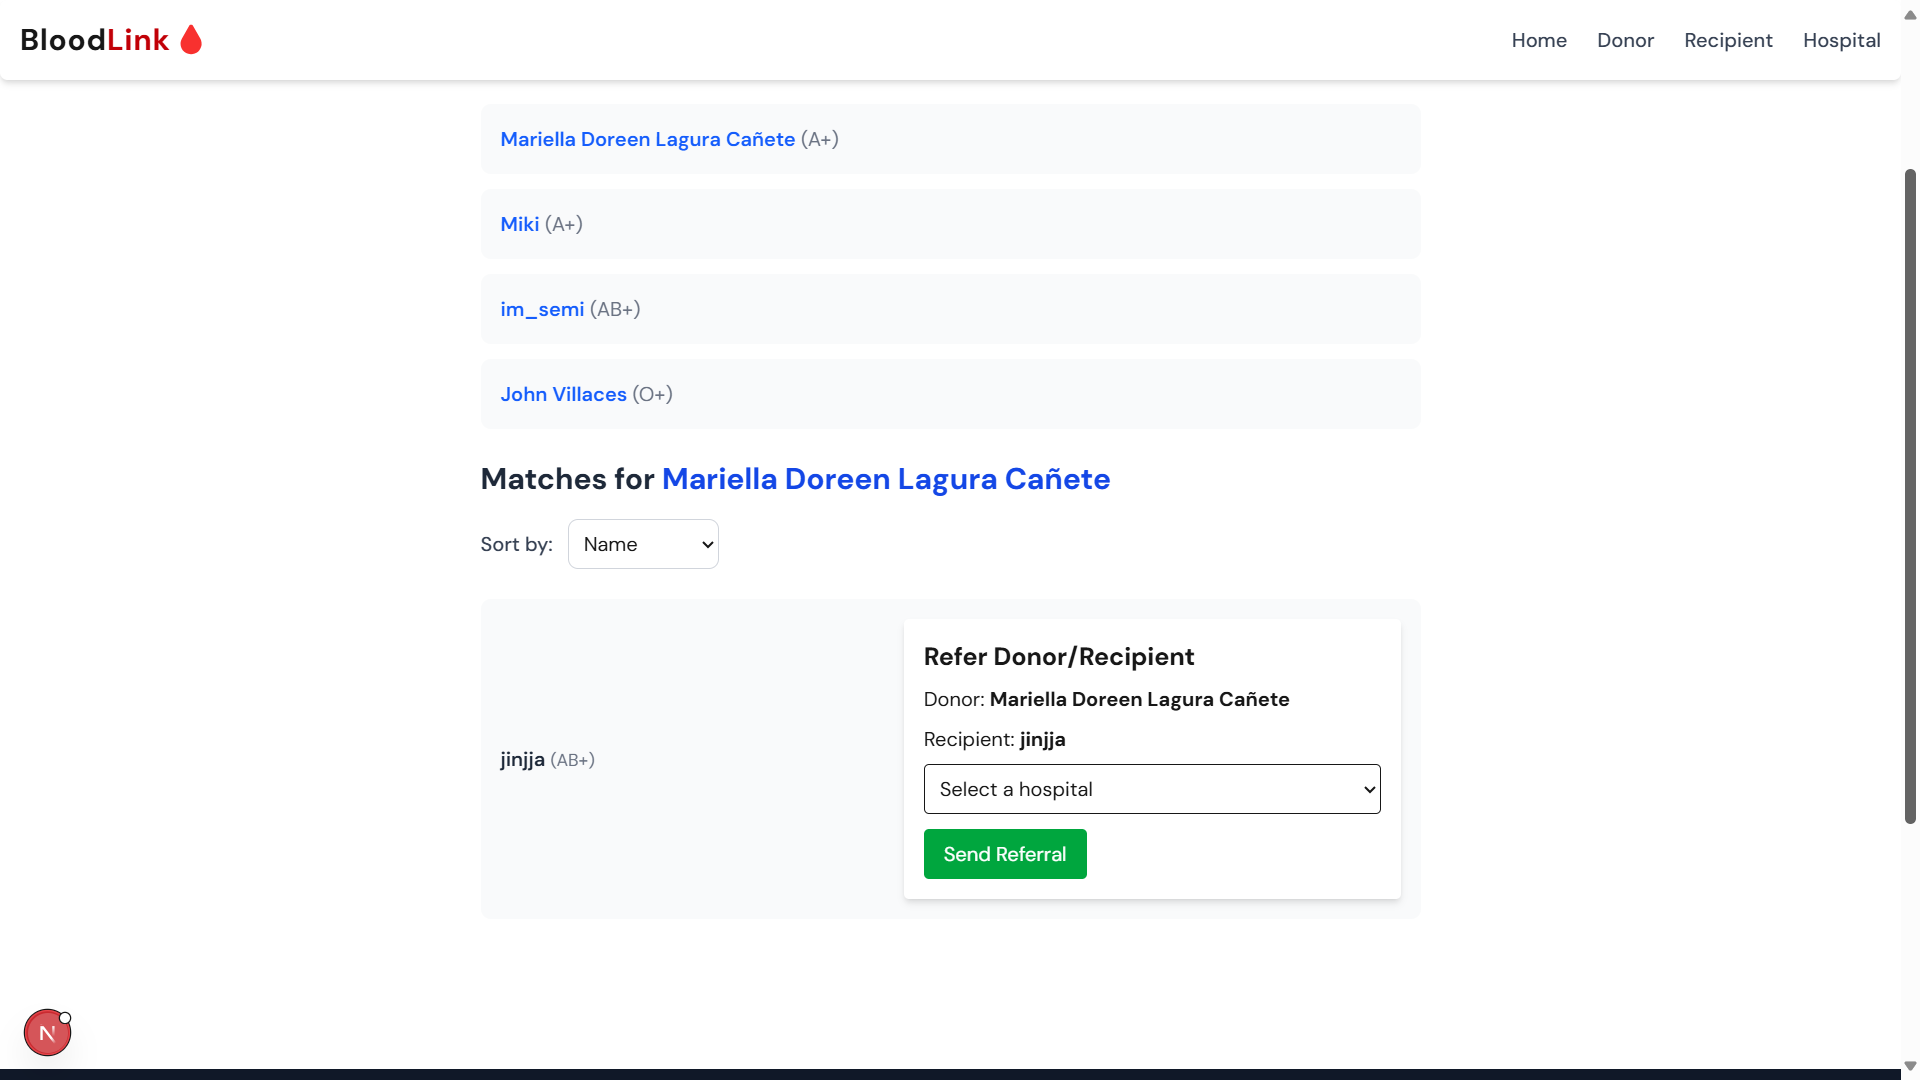 BloodLink
Home Donor Recipient Hospital
Mariella Doreen Lagura Cañete (A+)
Miki (A+)
im_semi (AB+)
John Villaces (O+)
Matches for Mariella Doreen Lagura Cañete
Sort by: Name
jinjja (AB+)
Refer Donor/Recipient
Donor: Mariella Doreen Lagura Cañete
Recipient: jinjja
Select a hospital
Send Referral
N